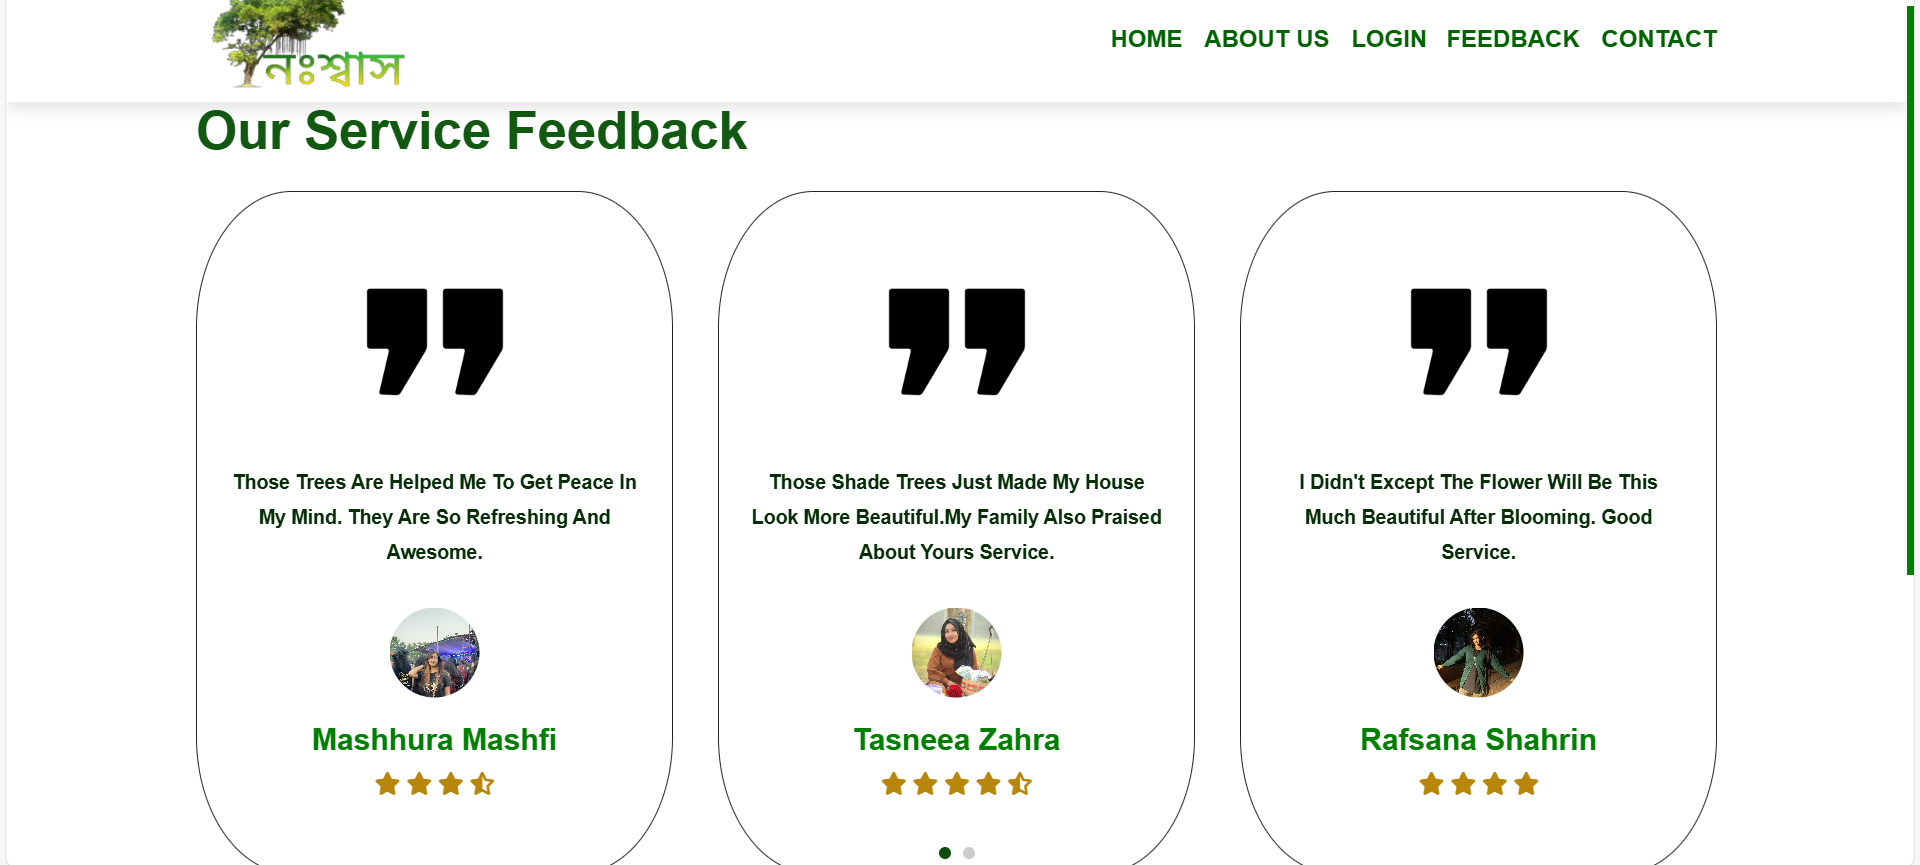 নঃশ্বাস
HOME ABOUT US LOGIN FEEDBACK CONTACT
Our Service Feedback
Those Trees Are Helped Me To Get Peace In
My Mind. They Are So Refreshing And
Awesome.
Mashhura Mashfi
Those Shade Trees Just Made My House
Look More Beautiful.My Family Also Praised
About Yours Service.
Tasneea Zahra
I Didn't Except The Flower Will Be This
Much Beautiful After Blooming. Good
Service.
Rafsana Shahrin